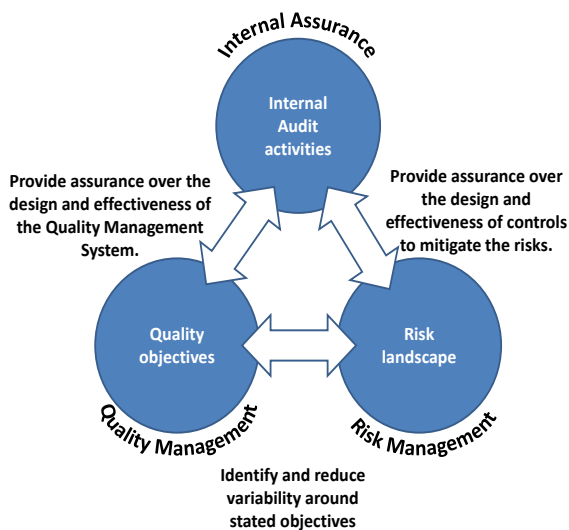 Internal Assurance
Internal
Audit
activities
Provide assurance over the
design and effectiveness of
the Quality Management
System.
Provide assurance over
the design and
effectiveness of controls
to mitigate the risks.
Quality
objectives
Risk
landscape
Quality Management
Risk Management
Identify and reduce
variability around
stated objectives